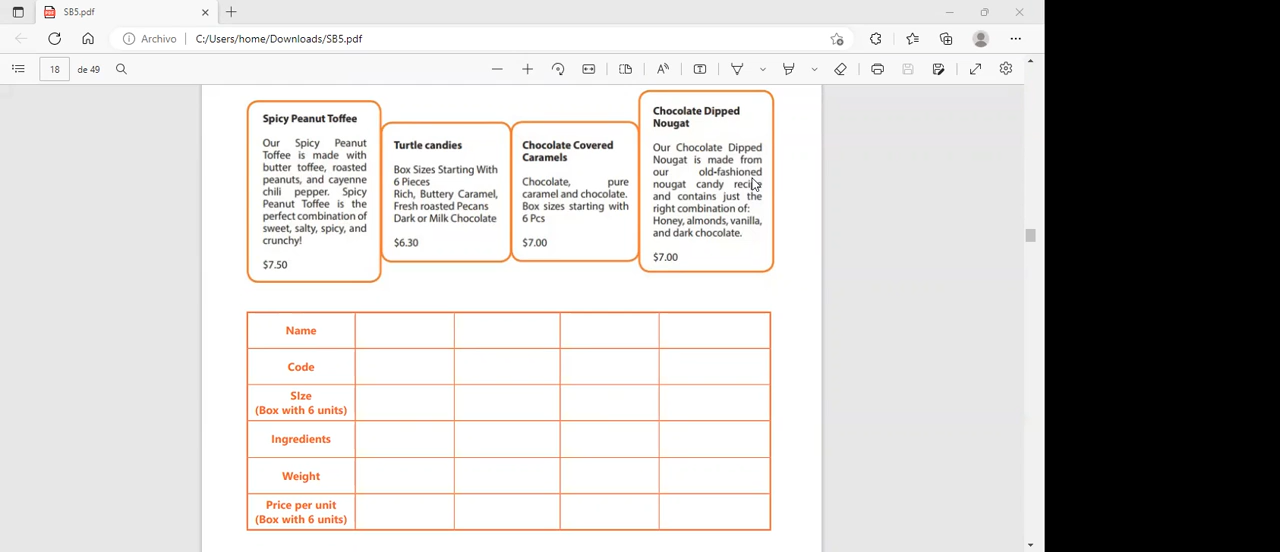 SB5.pdf
Archivo
C:/Users/home/Downloads/SB5.pdf
18 de 49
Spicy Peanut Toffee
Our Spicy Peanut
Toffee is made with
butter toffee, roasted
peanuts, and cayenne
chili pepper. Spicy
Peanut Toffee is the
perfect combination of
sweet, salty, spicy, and
crunchy!
$7.50
Turtle candies
Box Sizes Starting With
6 Pieces
Rich, Buttery Caramel,
Fresh roasted Pecans
Dark or Milk Chocolate
$6.30
Chocolate Covered
Caramels
Chocolate, pure
caramel and chocolate.
Box sizes starting with
6 Pcs
$7.00
Chocolate Dipped
Nougat
Our Chocolate Dipped
Nougat is made from
our old-fashioned
nougat candy recipe
and contains just the
right combination of:
Honey, almonds, vanilla,
and dark chocolate.
$7.00
Name
Code
SIze
(Box with 6 units)
Ingredients
Weight
Price per unit
(Box with 6 units)